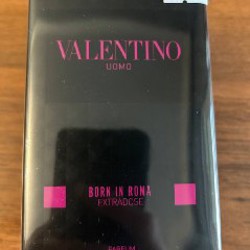 VALENTINO
UOMO
BORN IN ROMA
EXTRADOSE
PARFUM